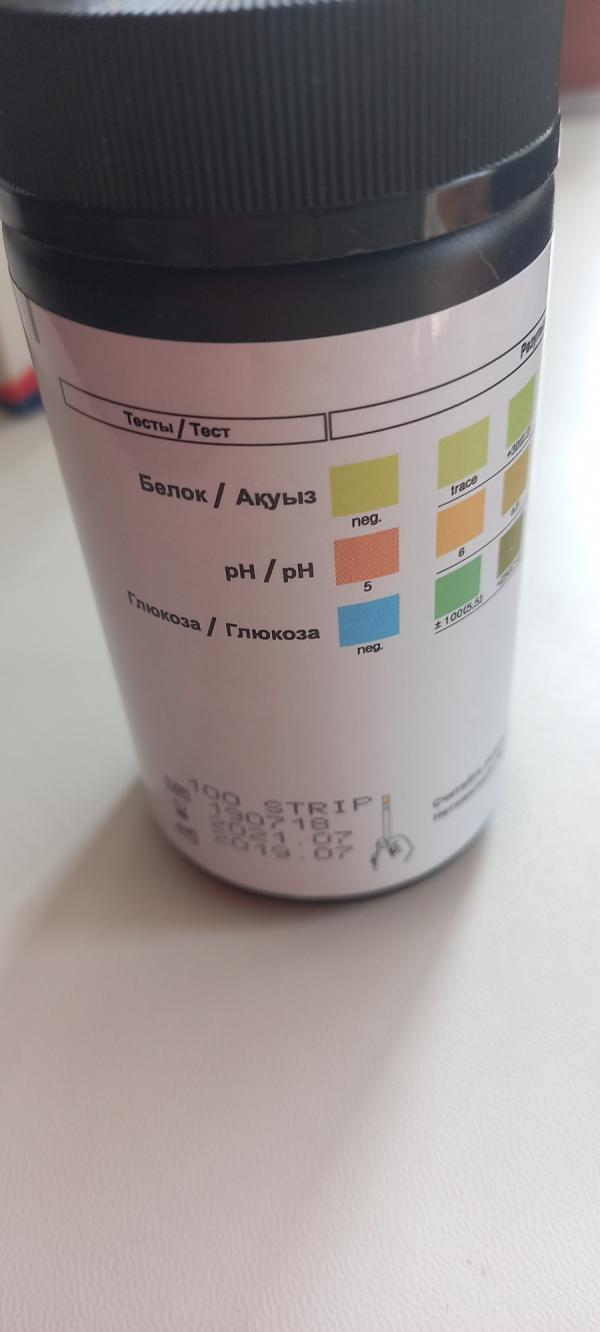 Тесты / Тест
Белок / Ақуыз
neg.
trace
pH / pH
5
6
Глюкоза / Глюкоза
neg.
± 100(5.5)
100 STRIP
190718
2021.07
2019.07